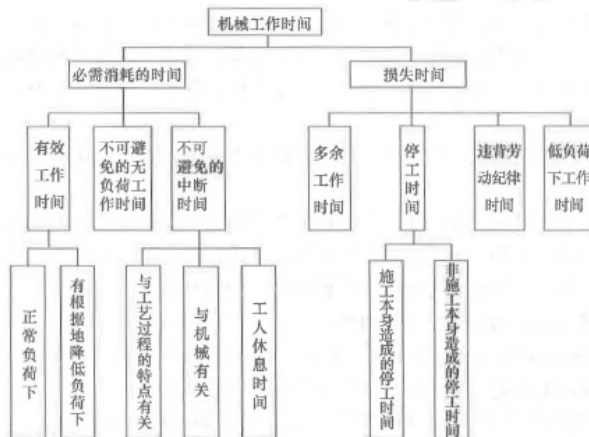 机械工作时间
必需消耗的时间
损失时间
有效
工作
时间
不可避
免的无
负荷工
作时间
不可
避免的
中断
时间
多余
工作
时间
停工时间
违背劳
动纪律
时间
低负荷
下工作
时间
正常负荷下
有根据地降低负荷下
与工艺过程的特点有关
与机械有关
工人休息时间
施工本身造成的停工时间
非施工本身造成的停工时间